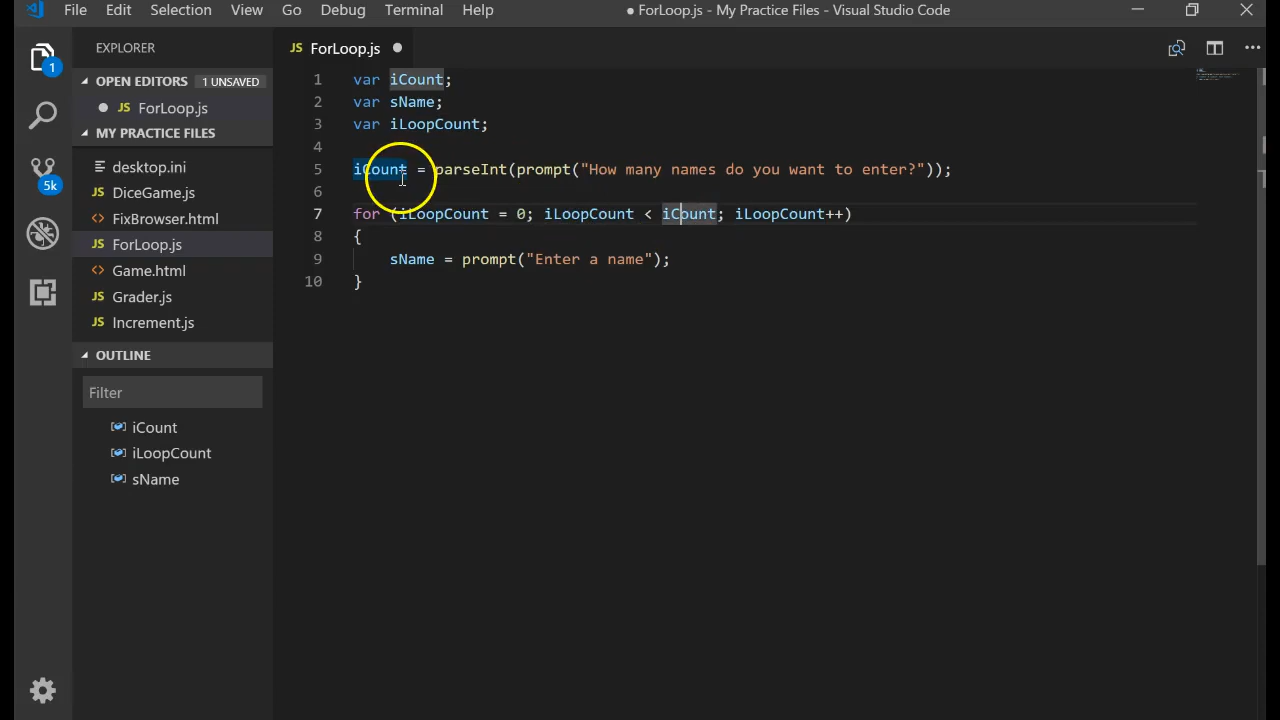 File Edit Selection View Go Debug Terminal Help ● ForLoop.js - My Practice Files - Visual Studio Code
EXPLORER
JS ForLoop.js
OPEN EDITORS 1 UNSAVED
JS ForLoop.js
MY PRACTICE FILES
desktop.ini
JS DiceGame.js
<> FixBrowser.html
JS ForLoop.js
<> Game.html
JS Grader.js
JS Increment.js
OUTLINE
Filter
iCount
iLoopCount
sName
1
5k
1 var iCount;
2 var sName;
3 var iLoopCount;
4
5 iCount = parseInt(prompt("How many names do you want to enter?"));
6
7 for (iLoopCount = 0; iLoopCount < iCount; iLoopCount++)
8 {
9 sName = prompt("Enter a name");
10 }